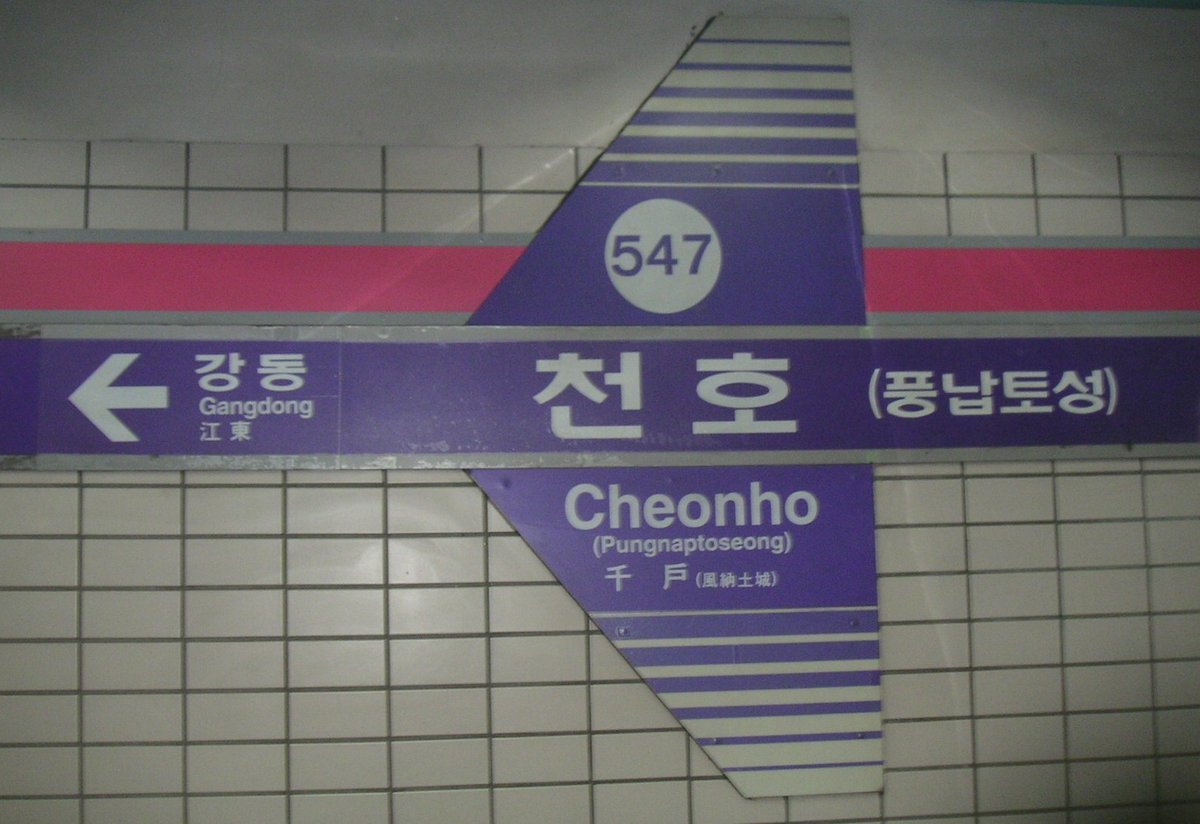 547
강동
Gangdong
江東
천호 (풍납토성)
Cheonho
(Pungnaptoseong)
千戶 (風納土城)